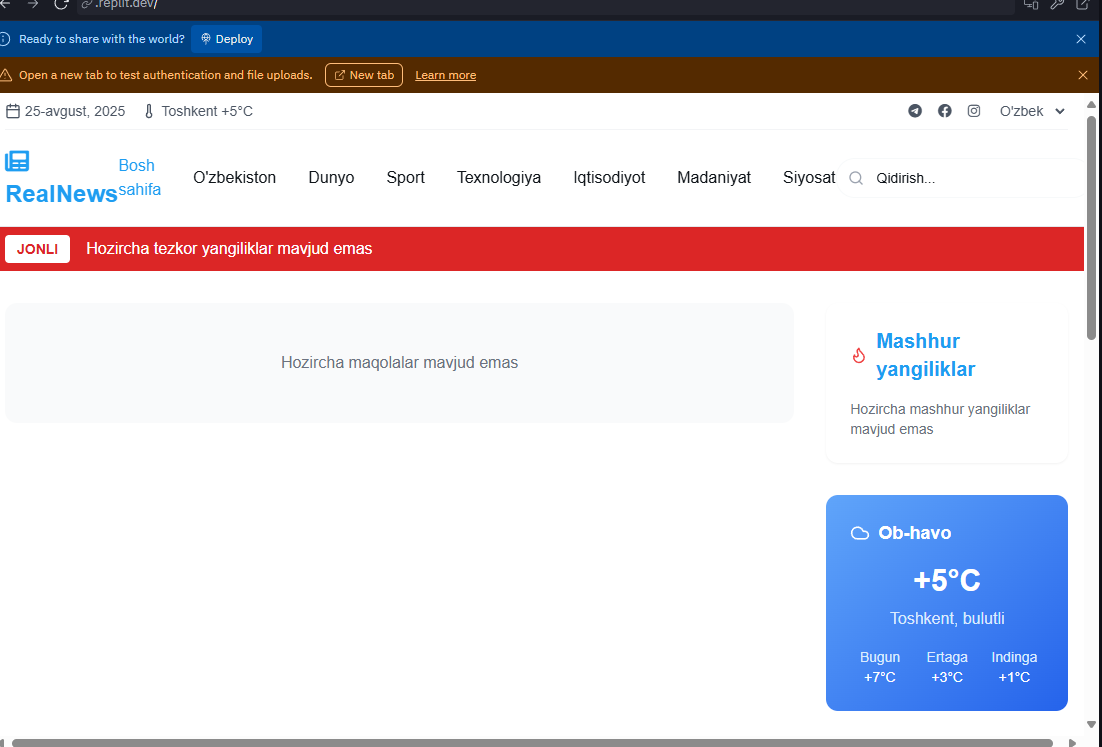 .replit.dev/
Ready to share with the world? Deploy
Open a new tab to test authentication and file uploads. New tab Learn more
25-avgust, 2025 Toshkent +5°C O'zbek
RealNews
Bosh
sahifa
O'zbekiston Dunyo Sport Texnologiya Iqtisodiyot Madaniyat Siyosat Qidirish...
JONLI Hozircha tezkor yangiliklar mavjud emas
Hozircha maqolalar mavjud emas
Mashhur
yangiliklar
Hozircha mashhur yangiliklar
mavjud emas
Ob-havo
+5°C
Toshkent, bulutli
Bugun Ertaga Indinga
+7°C +3°C +1°C